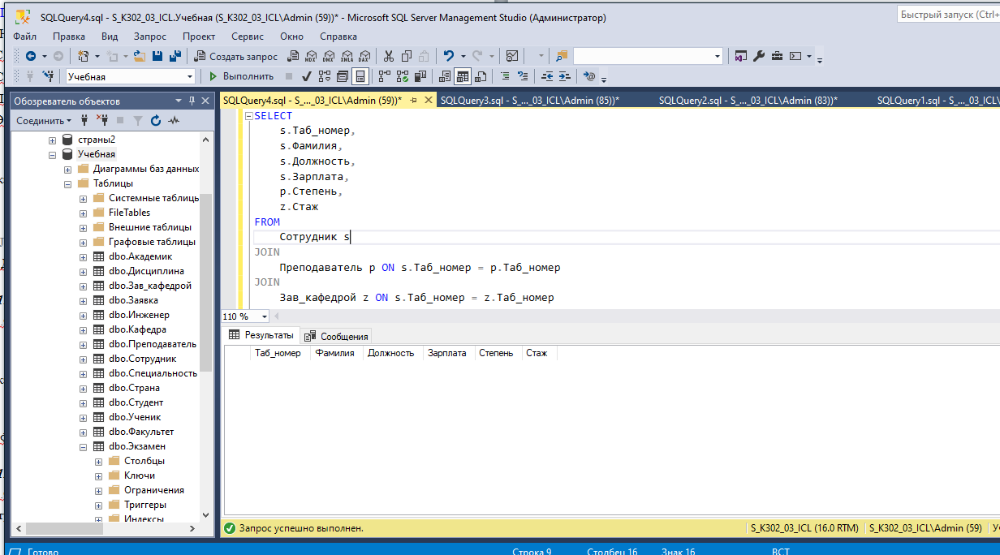 SQLQuery4.sql - S_K302_03_ICL.Учебная (S_K302_03_ICL\Admin (59))* - Microsoft SQL Server Management Studio (Администратор)
Быстрый запуск (Ctrl+
Файл Правка Вид Запрос Проект Сервис Окно Справка
Создать запрос MDX DMX XMLA DAX
Учебная Выполнить
Обозреватель объектов
SQLQuery4.sql - S_..._03_ICL\Admin (59))* SQLQuery3.sql - S_..._03_ICL\Admin (85))* SQLQuery2.sql - S_..._03_ICL\Admin (83))* SQLQuery1.sql - S_..._03_ICL\
Соединить
страны2
Учебная
Диаграммы баз данных
Таблицы
Системные таблицы
FileTables
Внешние таблицы
Графовые таблицы
dbo.Академик
dbo.Дисциплина
dbo.Зав_кафедрой
dbo.Заявка
dbo.Инженер
dbo.Кафедра
dbo.Преподаватель
dbo.Сотрудник
dbo.Специальность
dbo.Страна
dbo.Студент
dbo.Ученик
dbo.Факультет
dbo.Экзамен
Столбцы
Ключи
Ограничения
Триггеры
Индексы
SELECT
s.Таб_номер,
s.Фамилия,
s.Должность,
s.Зарплата,
p.Степень,
z.Стаж
FROM
Сотрудник s
JOIN
Преподаватель p ON s.Таб_номер = p.Таб_номер
JOIN
Зав_кафедрой z ON s.Таб_номер = z.Таб_номер
110 %
Результаты Сообщения
Таб_номер Фамилия Должность Зарплата Степень Стаж
Запрос успешно выполнен. S_K302_03_ICL (16.0 RTM) S_K302_03_ICL\Admin (59)
Готово Строка 9 Столбец 16 Знак 16 ВСТ